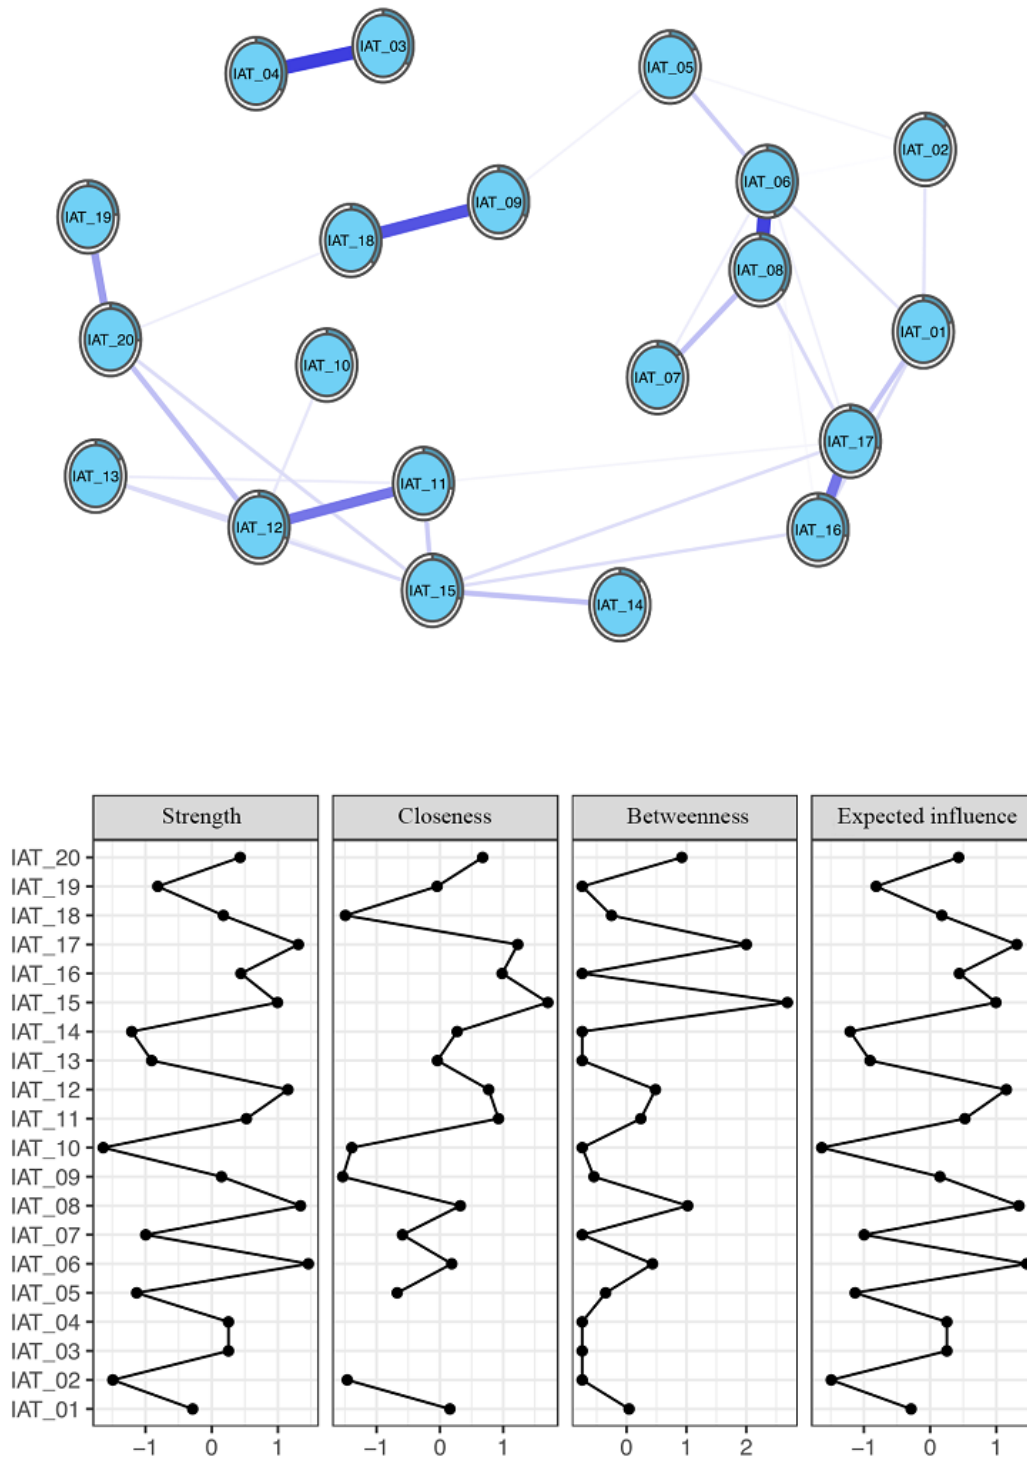 IAT_03
IAT_04
IAT_05
IAT_02
IAT_06
IAT_09
IAT_19
IAT_18
IAT_08
IAT_01
IAT_20
IAT_10
IAT_07
IAT_17
IAT_13
IAT_11
IAT_12
IAT_16
IAT_15
IAT_14
Strength Closeness Betweenness Expected influence
IAT_20
IAT_19
IAT_18
IAT_17
IAT_16
IAT_15
IAT_14
IAT_13
IAT_12
IAT_11
IAT_10
IAT_09
IAT_08
IAT_07
IAT_06
IAT_05
IAT_04
IAT_03
IAT_02
IAT_01
−1 0 1 −1 0 1 0 1 2 −1 0 1